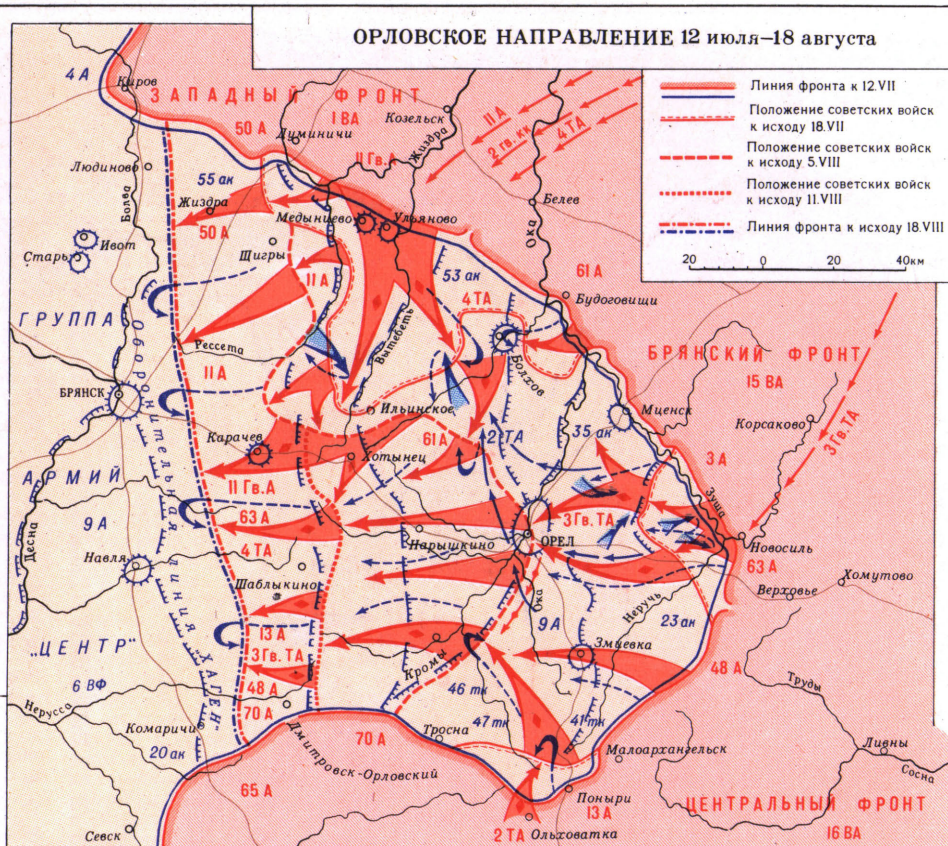 ОРЛОВСКОЕ НАПРАВЛЕНИЕ 12 июля–18 августа
Линия фронта к 12.VII
Положение советских войск
к исходу 18.VII
Положение советских войск
к исходу 5.VIII
Положение советских войск
к исходу 11.VIII
Линия фронта к исходу 18.VIII
20 0 20 40км
4 А
Киров
ЗАПАДНЫЙ ФРОНТ
1 ВА
50 А
Думиничи
Козельск
11 Гв.А
Жиздра
11 А
2 гв. кк
4 ТА
Людиново
Болва
55 ак
Жиздра
50 А
Медынцево
Ульяново
Белев
Ока
Ивот
Старь
Щигры
11 А
53 ак
4 ТА
61 А
Будоговищи
ГРУППА
Оборонительная
Рессета
Вытебеть
Болхов
БРЯНСКИЙ ФРОНТ
15 ВА
11 А
БРЯНСК
Ильинское
Мценск
Корсаково
3 Гв. ТА
Карачев
61 А
2 ТА
35 ак
Хотынец
3 А
АРМИЙ
11 Гв. А
Зуша
9 А
63 А
3 Гв. ТА
Десна
4 ТА
Нарышкино
ОРЕЛ
Новосиль
63 А
Навля
линия
Шаблыкино
Верховье
Хомутово
Ока
Неручь
„ЦЕНТР"
13 А
9 А
23 ак
"ХАГЕН"
3 Гв. ТА
Змиевка
Кромы
48 А
6 ВФ
48 А
46 тк
Труды
Нерусса
70 А
Комаричи
47 тк
41 тк
20 ак
Тросна
Малоархангельск
Дмитровск-Орловский
70 А
Ливны
Сосна
65 А
Поныри
ЦЕНТРАЛЬНЫЙ ФРОНТ
13 А
Севск
2 ТА
Ольховатка
16 ВА